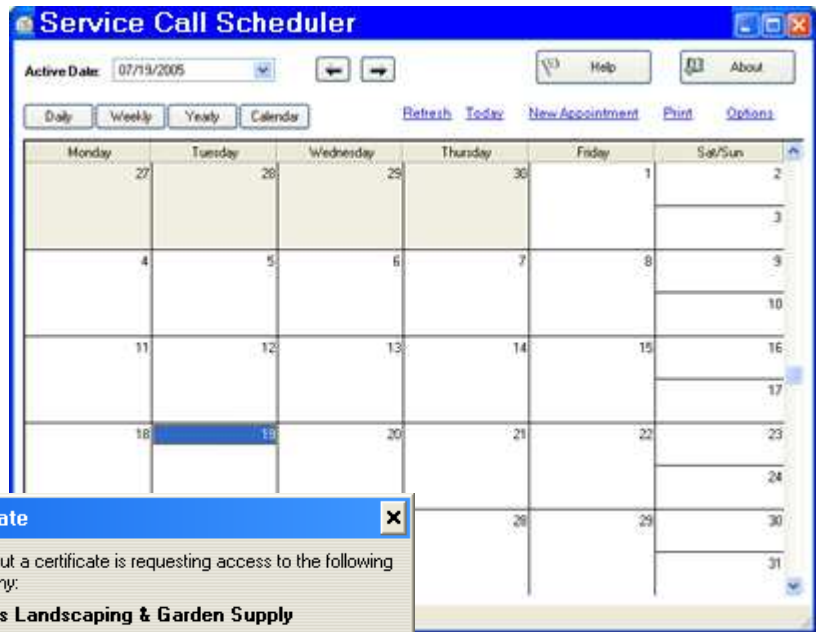 Service Call Scheduler
Active Date: 07/19/2005 Help About
Daily Weekly Yearly Calendar Refresh Today New Appointment Print Options
Monday Tuesday Wednesday Thursday Friday Sat/Sun
27 28 29 30 1 2
3
4 5 6 7 8 9
10
11 12 13 14 15 16
17
18 19 20 21 22 23
24
ate
28 29 30
ut a certificate is requesting access to the following
ny:
31
s Landscaping & Garden Supply